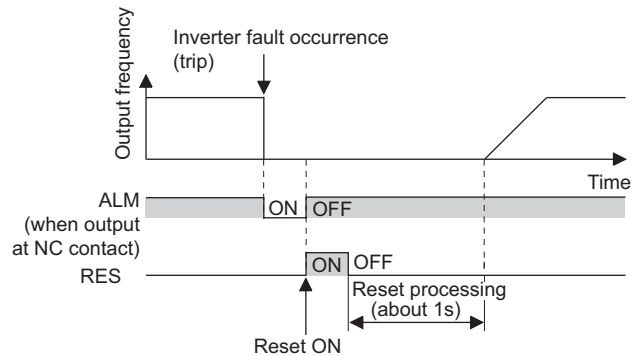 Inverter fault occurrence
(trip)
Output frequency
Time
ALM
(when output
at NC contact)
ON OFF
RES
ON OFF
Reset processing
(about 1s)
Reset ON